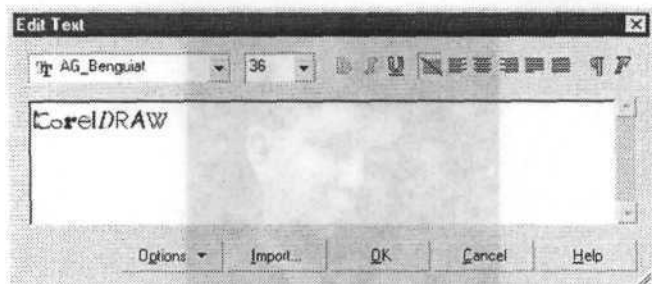 Edit Text
AG_Benguiat 36 B I U ¶ F
CorelDRAW
Options Import... OK Cancel Help